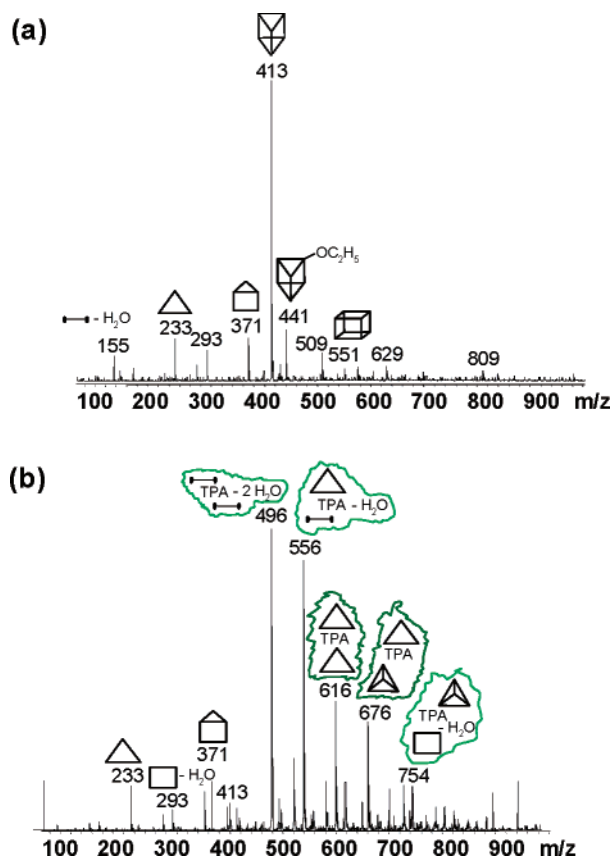 (a)
413
OC₂H₅
- H₂O
155
233
293
371
441
509
551
629
809
100 200 300 400 500 600 700 800 900 m/z
(b)
TPA - 2 H₂O
496
TPA - H₂O
556
TPA
616
TPA
676
TPA - H₂O
754
233
- H₂O
293
371
413
100 200 300 400 500 600 700 800 900 m/z